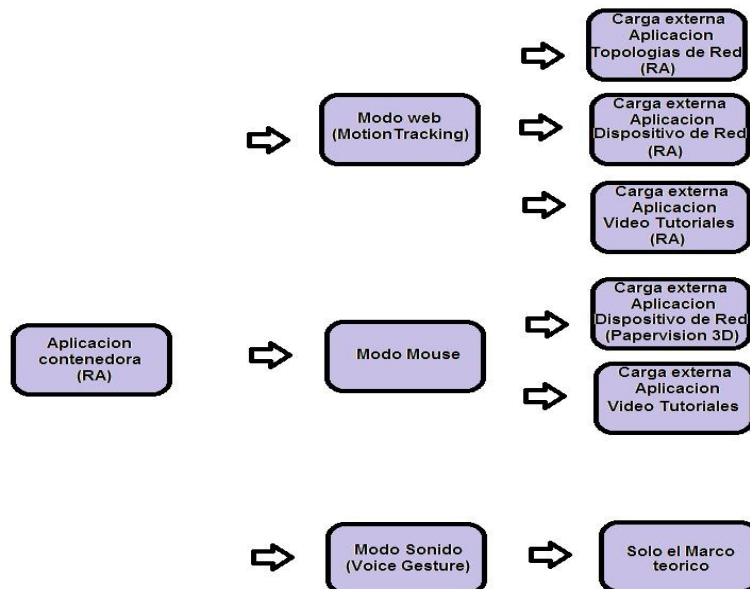 Carga externa
Aplicacion
Topologias de Red
(RA)
Modo web
(Motion Tracking)
Carga externa
Aplicacion
Dispositivo de Red
(RA)
Carga externa
Aplicacion
Video Tutoriales
(RA)
Aplicacion
contenedora
(RA)
Modo Mouse
Carga externa
Aplicacion
Dispositivo de Red
(Papervision 3D)
Carga externa
Aplicacion
Video Tutoriales
Modo Sonido
(Voice Gesture)
Solo el Marco
teorico